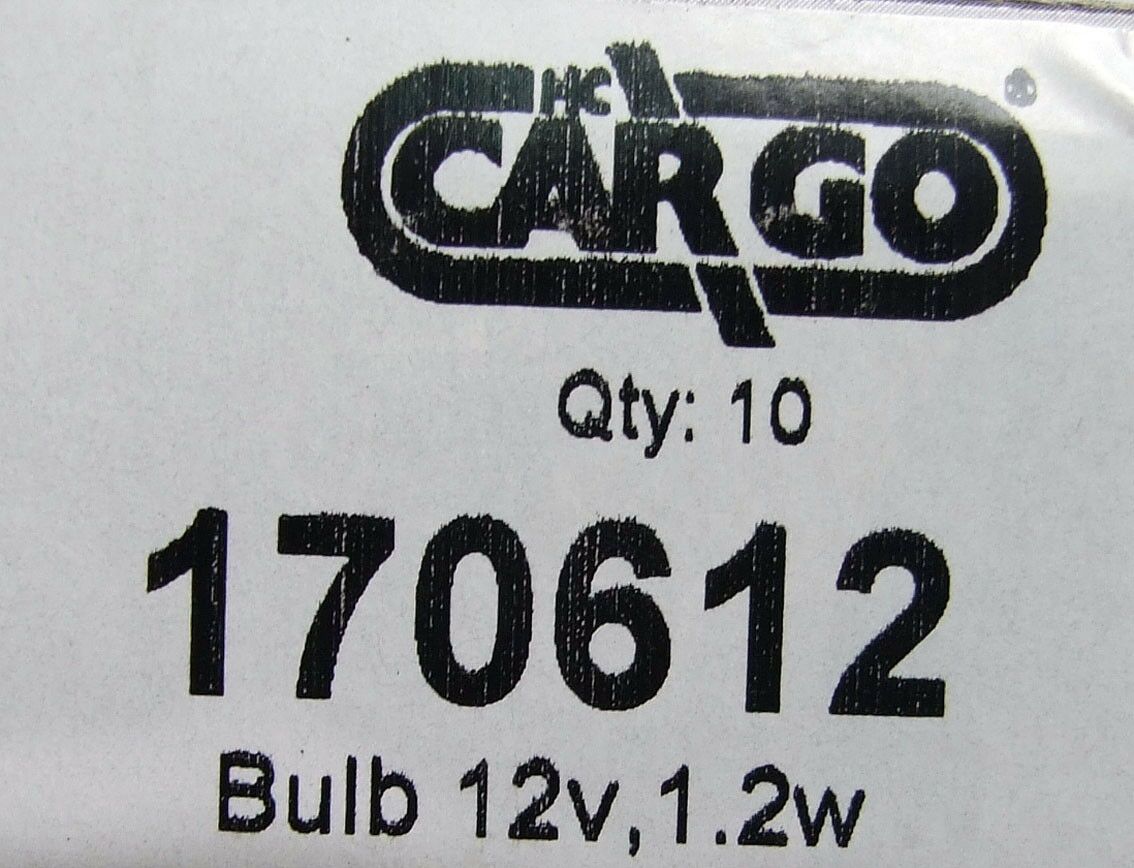 HC
CARGO
Qty: 10
170612
Bulb 12v,1.2w